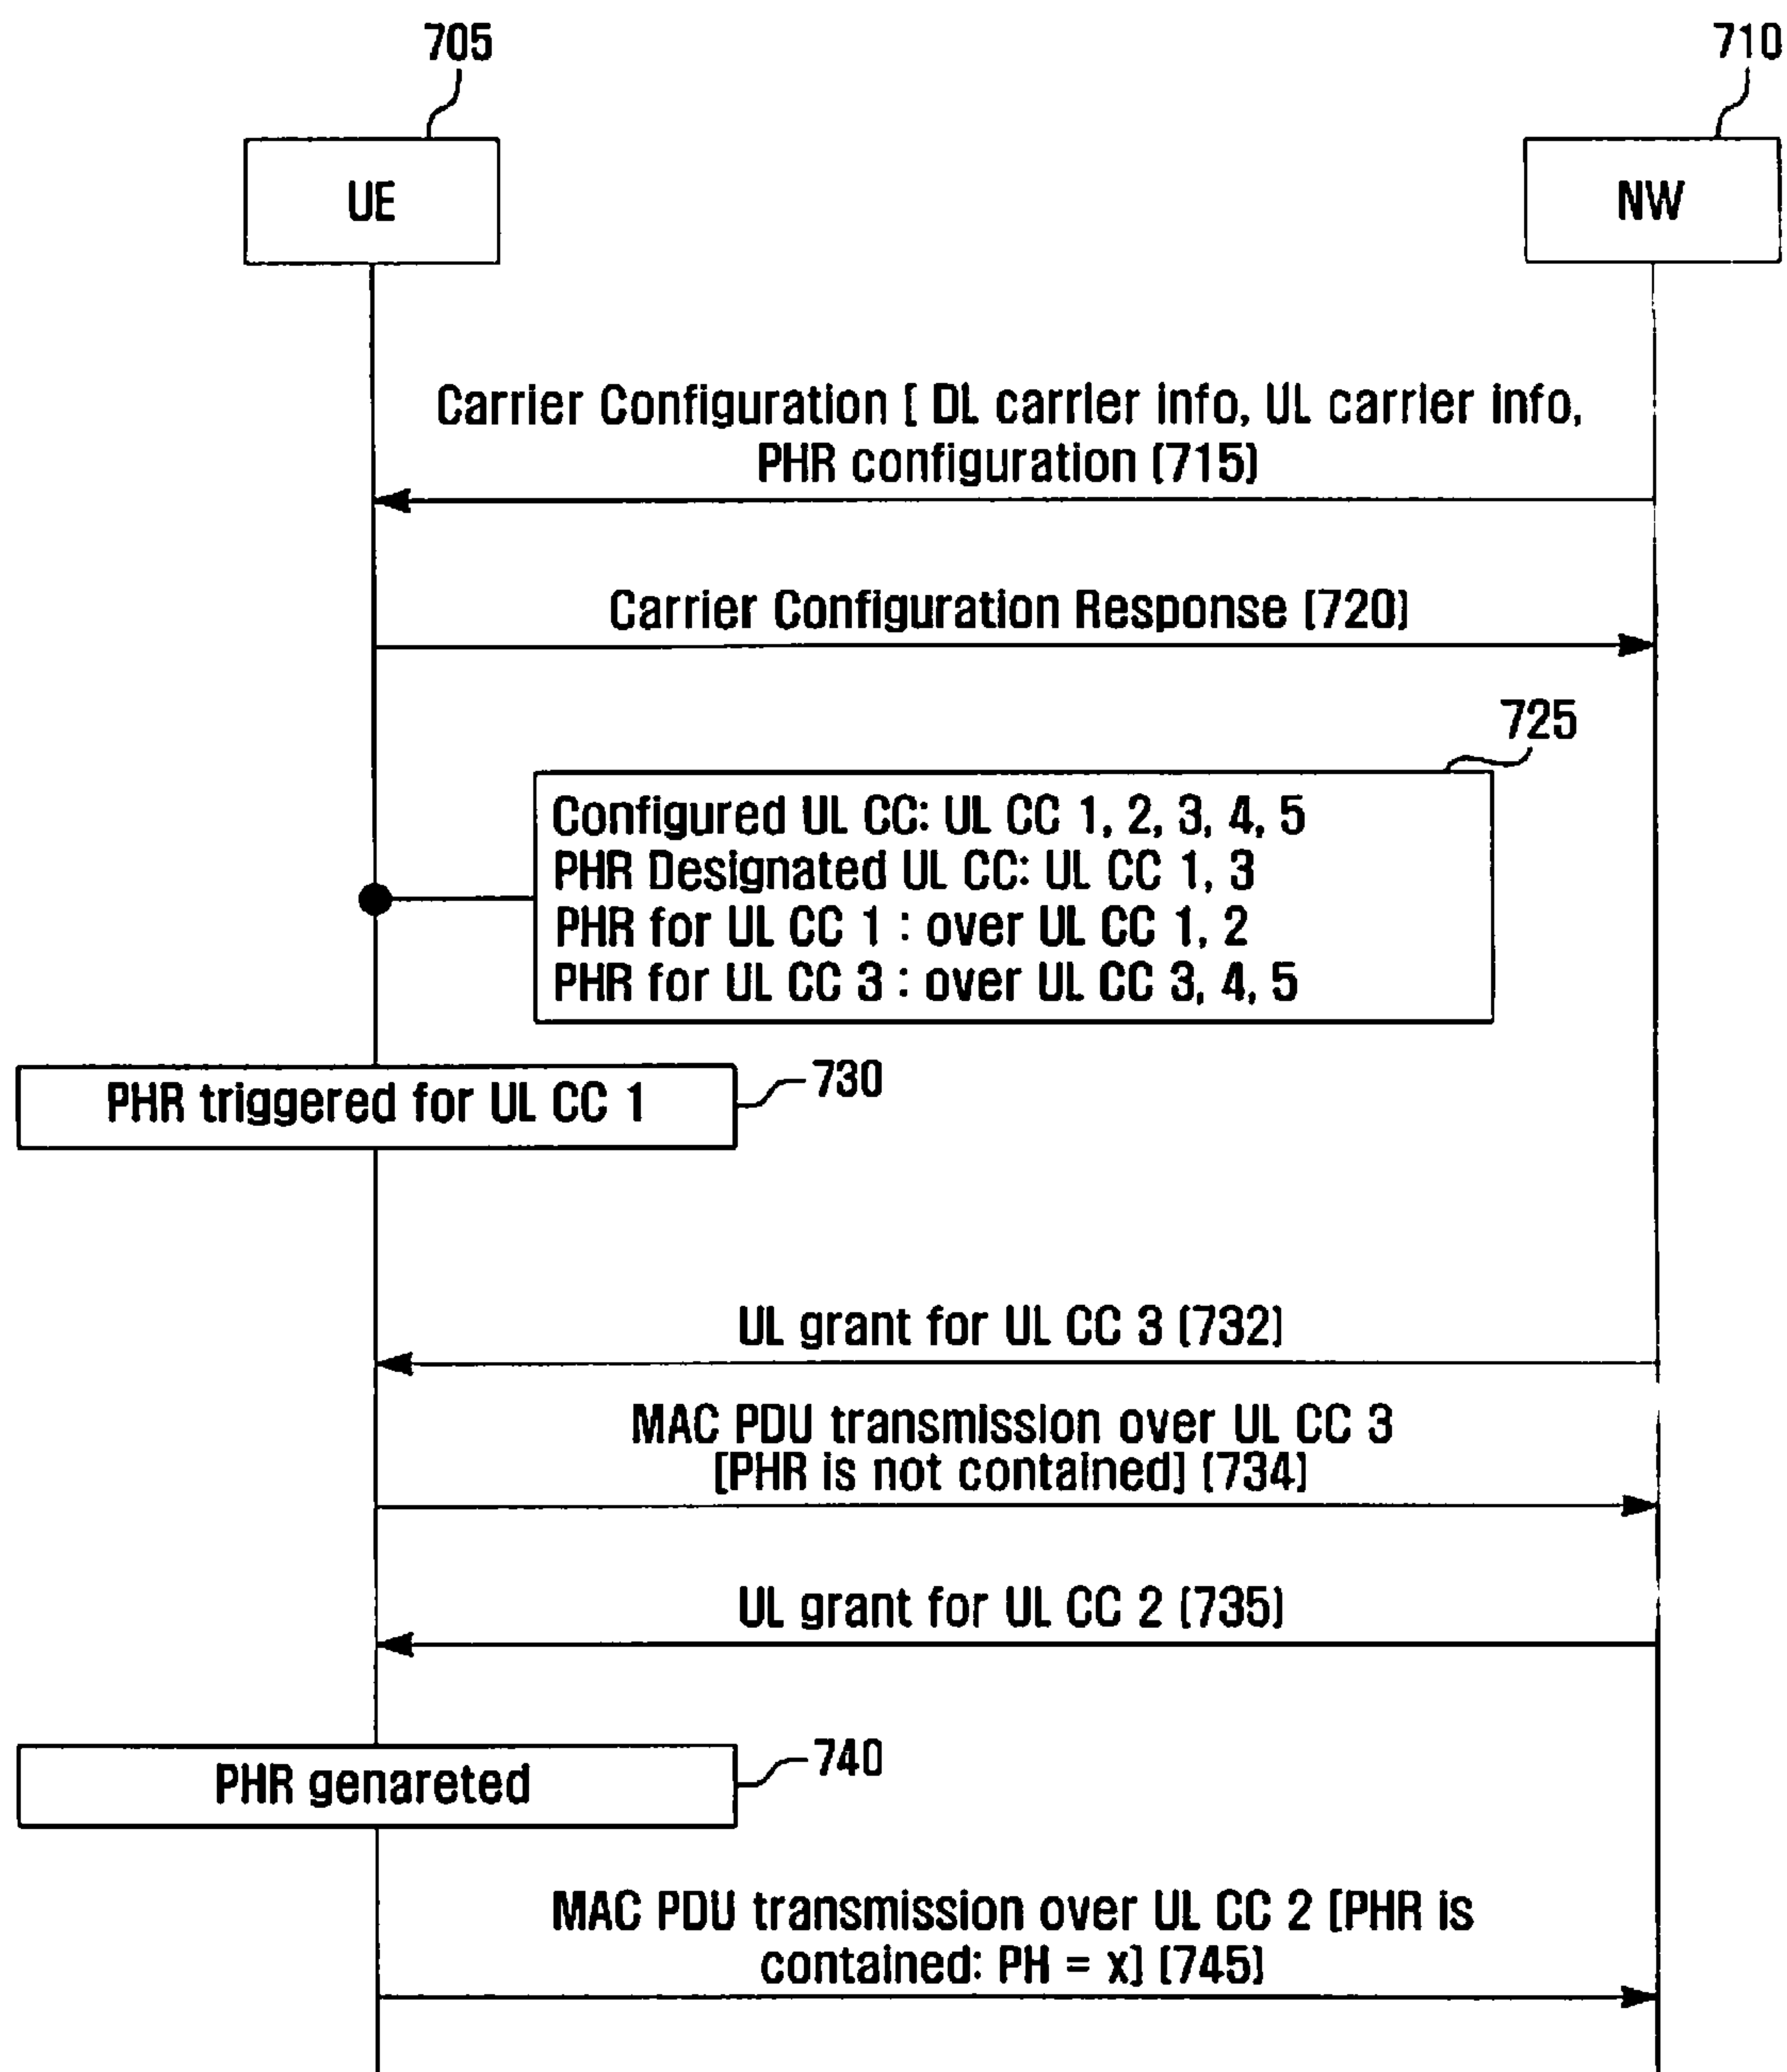 705
710
UE
NW
Carrier Configuration [ DL carrier info, UL carrier info,
PHR configuration (715)
Carrier Configuration Response (720)
725
Configured UL CC: UL CC 1, 2, 3, 4, 5
PHR Designated UL CC: UL CC 1, 3
PHR for UL CC 1 : over UL CC 1, 2
PHR for UL CC 3 : over UL CC 3, 4, 5
PHR triggered for UL CC 1
730
UL grant for UL CC 3 (732)
MAC PDU transmission over UL CC 3
[PHR is not contained] (734)
UL grant for UL CC 2 (735)
PHR genareted
740
MAC PDU transmission over UL CC 2 [PHR is
contained: PH = x] (745)